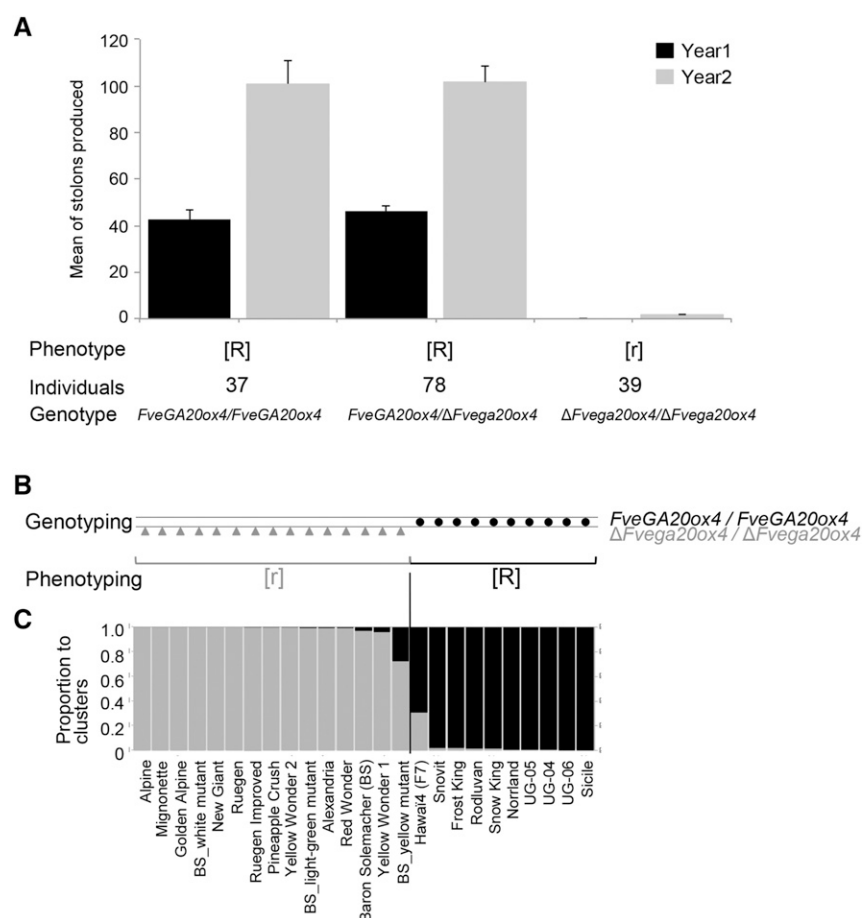 A
Year1
Year2
120
100
80
60
40
20
0
Mean of stolons produced
Phenotype [R] [R] [r]
Individuals 37 78 39
Genotype FveGA20ox4/FveGA20ox4 FveGA20ox4/ΔFvega20ox4 ΔFvega20ox4/ΔFvega20ox4
B
Genotyping FveGA20ox4 / FveGA20ox4
ΔFvega20ox4 / ΔFvega20ox4
Phenotyping [r] [R]
C
Proportion to
clusters
1.0
0.8
0.6
0.4
0.2
0
Alpine
Mignonette
Golden Alpine
BS_white mutant
New Giant
Ruegen
Ruegen Improved
Pineapple Crush
Yellow Wonder 2
BS_light-green mutant
Alexandria
Red Wonder
Baron Solemacher (BS)
Yellow Wonder 1
BS_yellow mutant
Hawaï4 (F7)
Snovit
Frost King
Rodluvan
Snow King
Norrland
UG-05
UG-04
UG-06
Sicile